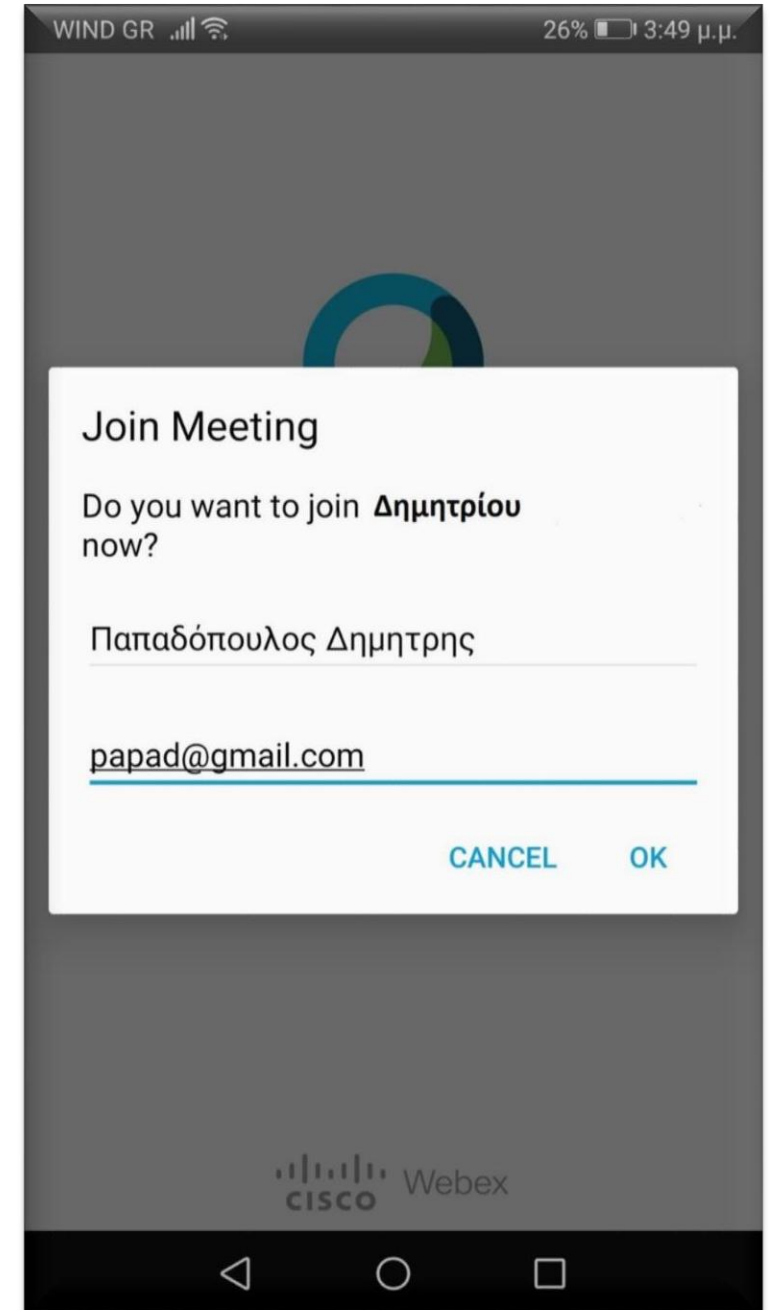 WIND GR 26% 3:49 μ.μ.
Join Meeting
Do you want to join Δημητρίου
now?
Παπαδόπουλος Δημητρης
papad@gmail.com
CANCEL OK
CISCO Webex